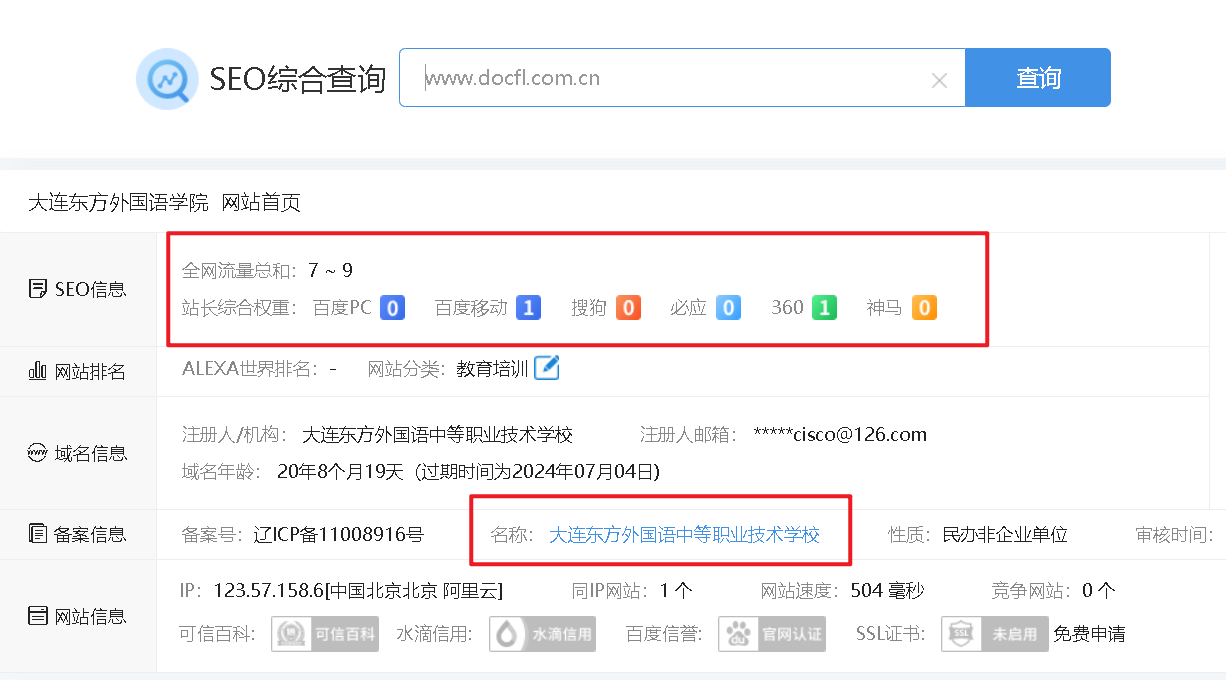 SEO综合查询 www.docfl.com.cn × 查询
大连东方外国语学院 网站首页
SEO信息
全网流量总和： 7 ~ 9
站长综合权重： 百度PC 0 百度移动 1 搜狗 0 必应 0 360 1 神马 0
网站排名 ALEXA世界排名： - 网站分类： 教育培训
域名信息
注册人/机构： 大连东方外国语中等职业技术学校 注册人邮箱： *****cisco@126.com
域名年龄： 20年8个月19天（过期时间为2024年07月04日）
备案信息 备案号： 辽ICP备11008916号 名称： 大连东方外国语中等职业技术学校 性质： 民办非企业单位 审核时间：
网站信息
IP： 123.57.158.6[中国北京北京 阿里云] 同IP网站： 1 个 网站速度： 504 毫秒 竞争网站： 0 个
可信百科： 可信百科 水滴信用： 水滴信用 百度信誉： du 官网认证 SSL证书： SSL 未启用 免费申请